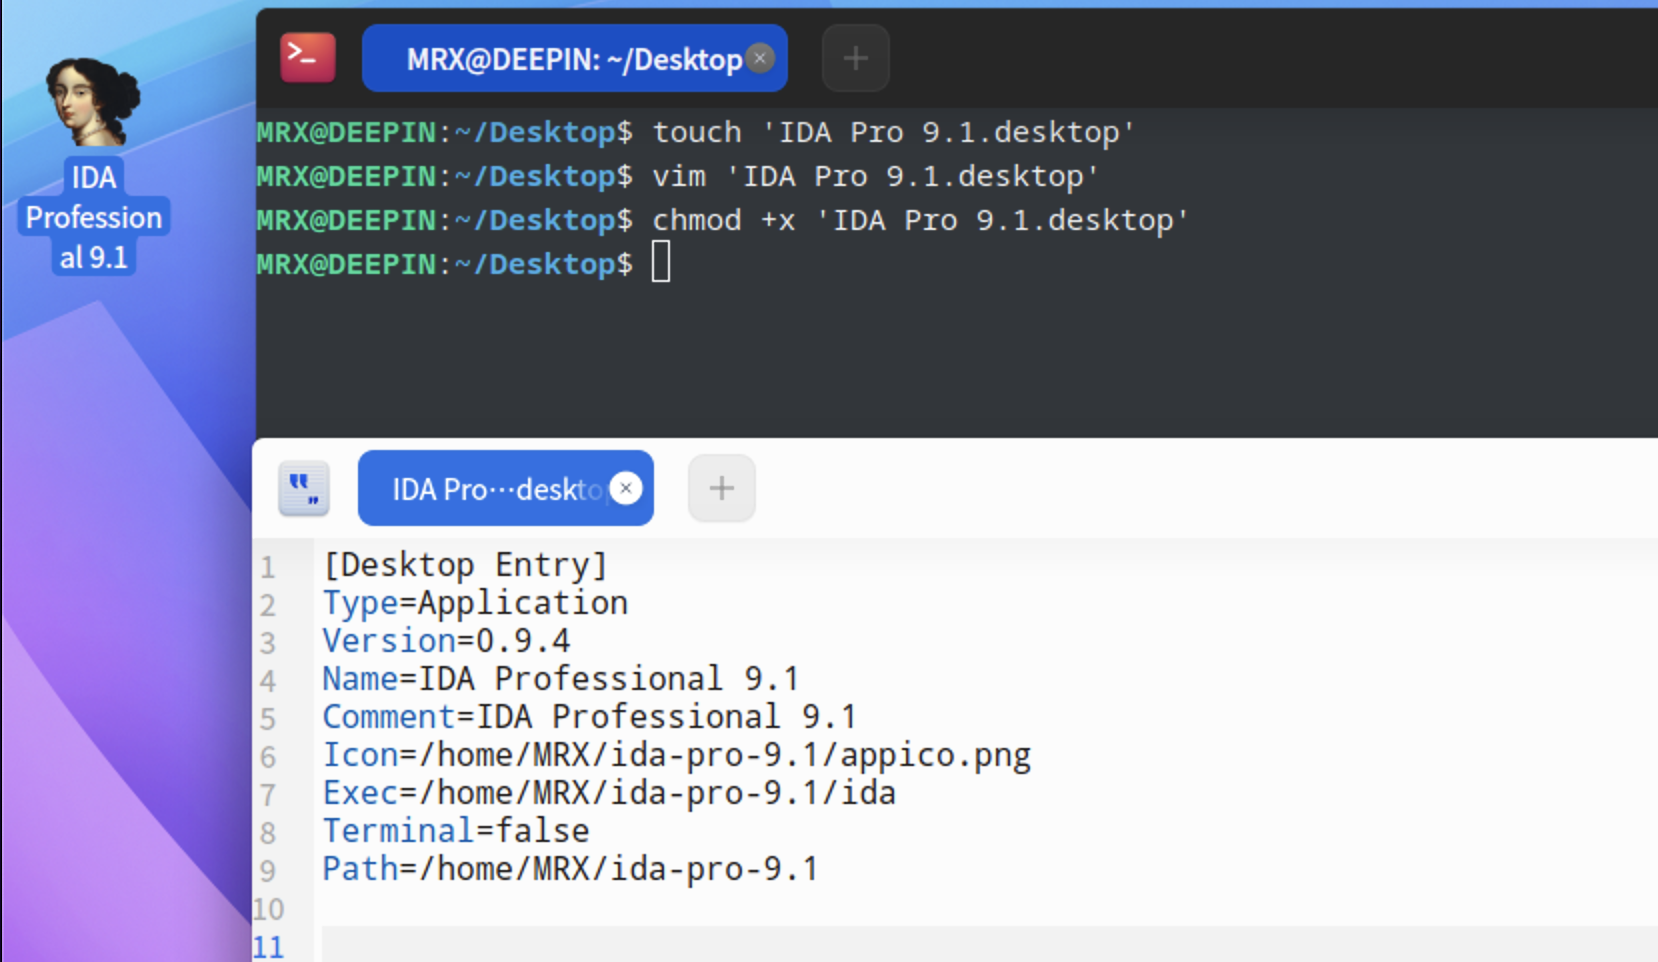 IDA
Profession
al 9.1
MRX@DEEPIN: ~/Desktop
MRX@DEEPIN:~/Desktop$ touch 'IDA Pro 9.1.desktop'
MRX@DEEPIN:~/Desktop$ vim 'IDA Pro 9.1.desktop'
MRX@DEEPIN:~/Desktop$ chmod +x 'IDA Pro 9.1.desktop'
MRX@DEEPIN:~/Desktop$
IDA Pro···desktop
1 [Desktop Entry]
2 Type=Application
3 Version=0.9.4
4 Name=IDA Professional 9.1
5 Comment=IDA Professional 9.1
6 Icon=/home/MRX/ida-pro-9.1/appico.png
7 Exec=/home/MRX/ida-pro-9.1/ida
8 Terminal=false
9 Path=/home/MRX/ida-pro-9.1
10
11